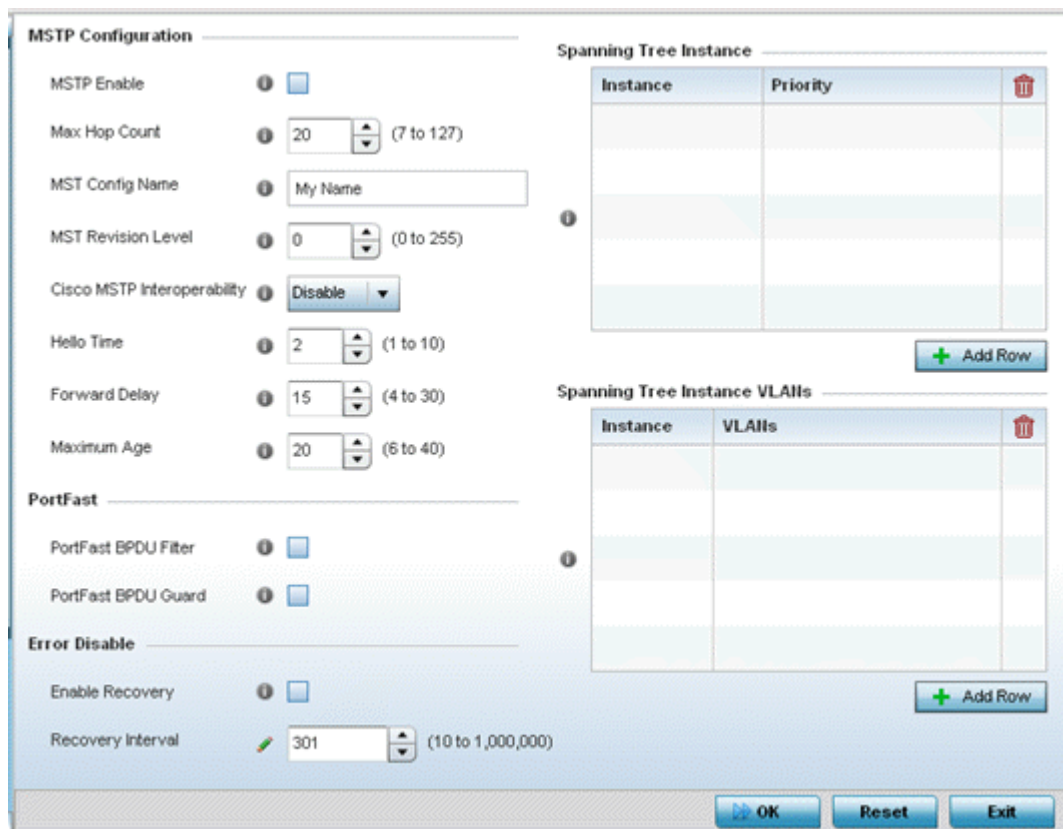 MSTP Configuration
MSTP Enable
Max Hop Count 20 (7 to 127)
MST Config Name My Name
MST Revision Level 0 (0 to 255)
Cisco MSTP Interoperability Disable
Hello Time 2 (1 to 10)
Forward Delay 15 (4 to 30)
Maximum Age 20 (6 to 40)
PortFast
PortFast BPDU Filter
PortFast BPDU Guard
Error Disable
Enable Recovery
Recovery Interval 301 (10 to 1,000,000)
Spanning Tree Instance
Instance Priority
Add Row
Spanning Tree Instance VLANs
Instance VLANs
Add Row
OK Reset Exit